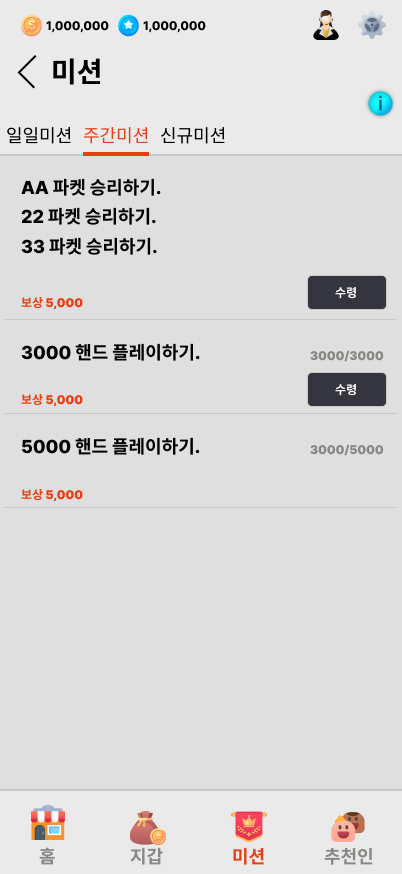 1,000,000 1,000,000
미션
i
일일미션 주간미션 신규미션
AA 파켓 승리하기.
22 파켓 승리하기.
33 파켓 승리하기.
보상 5,000 수령
3000 핸드 플레이하기. 3000/3000
보상 5,000 수령
5000 핸드 플레이하기. 3000/5000
보상 5,000
홈 지갑 미션 추천인